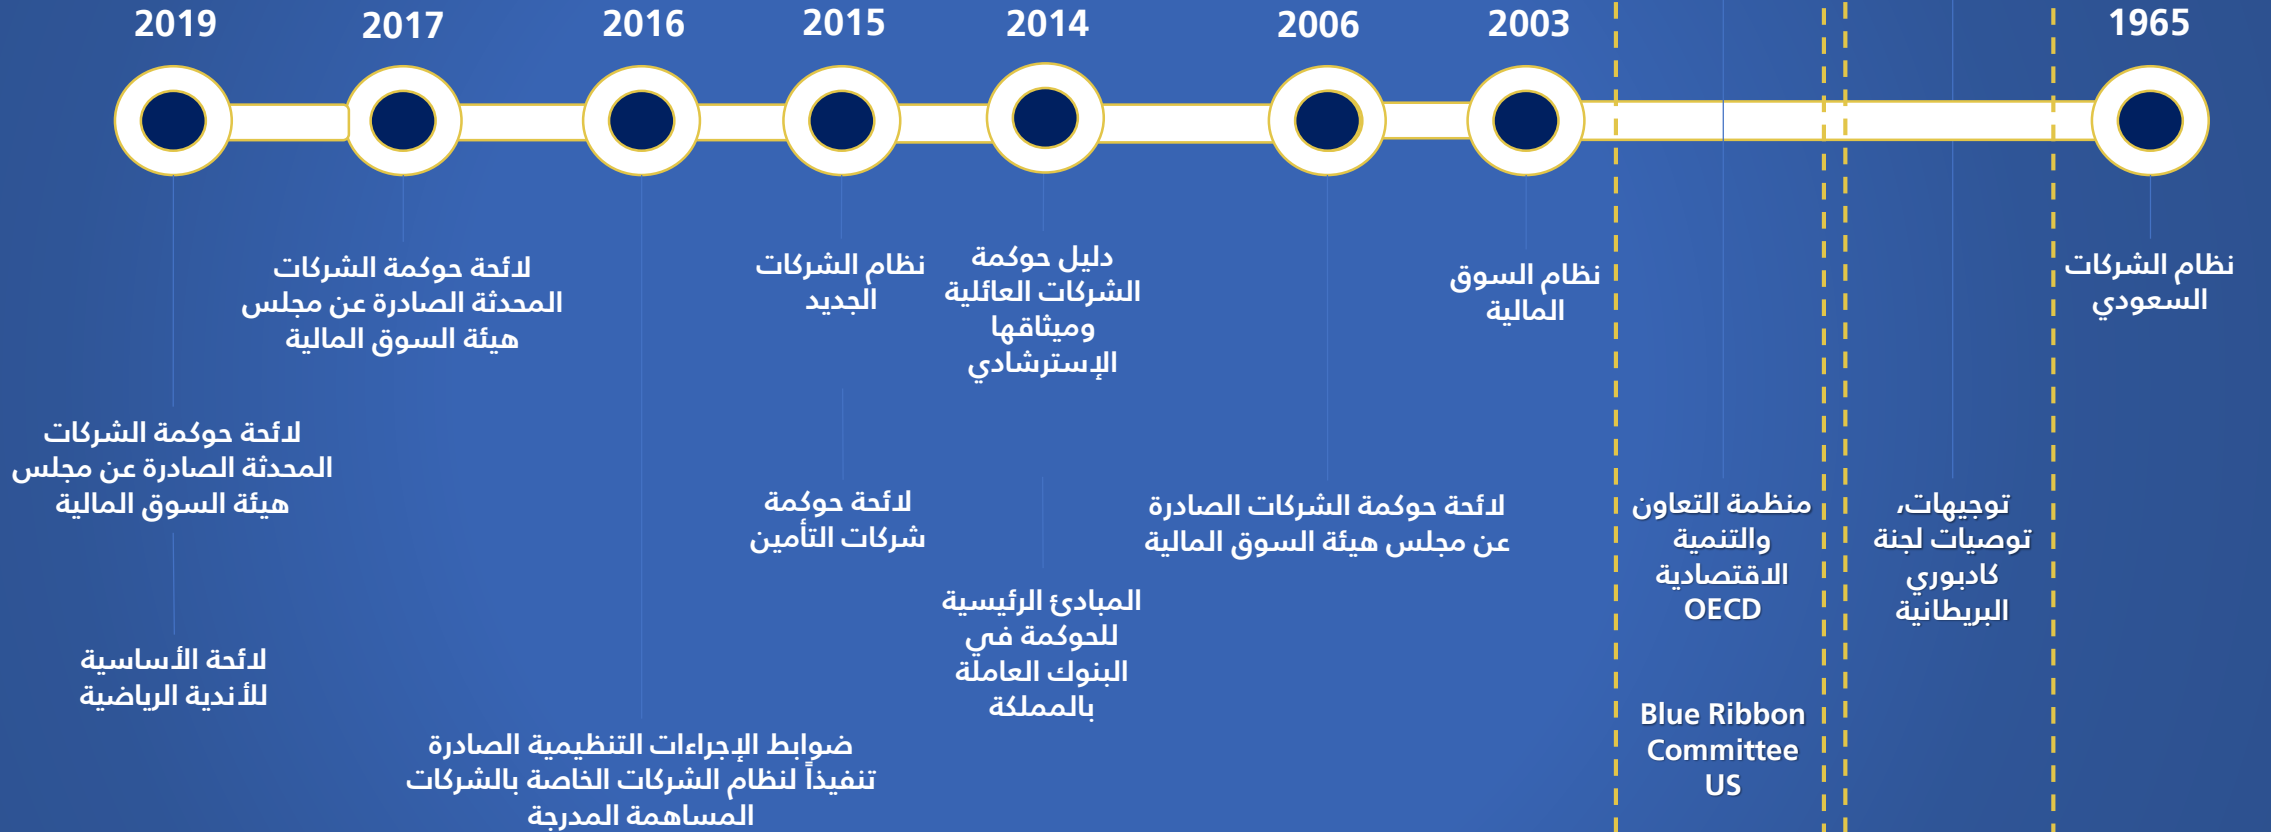 1965
نظام الشركات
السعودي
توجيهات،
توصيات لجنة
كادبوري
البريطانية
منظمة التعاون
والتنمية
الاقتصادية
OECD
Blue Ribbon
Committee
US
2003
نظام السوق
المالية
2006
لائحة حوكمة الشركات الصادرة
عن مجلس هيئة السوق المالية
2014
دليل حوكمة
الشركات العائلية
وميثاقها
الإسترشادي
المبادئ الرئيسية
للحوكمة في
البنوك العاملة
بالمملكة
2015
نظام الشركات
الجديد
لائحة حوكمة
شركات التأمين
2016
ضوابط الإجراءات التنظيمية الصادرة
تنفيذاً لنظام الشركات الخاصة بالشركات
المساهمة المدرجة
2017
لائحة حوكمة الشركات
المحدثة الصادرة عن مجلس
هيئة السوق المالية
2019
لائحة حوكمة الشركات
المحدثة الصادرة عن مجلس
هيئة السوق المالية
لائحة الأساسية
للأندية الرياضية